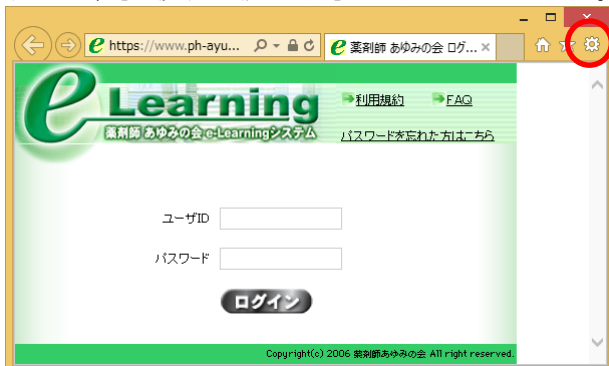 https://www.ph-ayu...
薬剤師 あゆみの会 ログ...
e Learning
薬剤師 あゆみの会 e-Learningシステム
利用規約
FAQ
パスワードを忘れた方はこちら
ユーザID
パスワード
ログイン
Copyright(c) 2006 薬剤師あゆみの会 All right reserved.